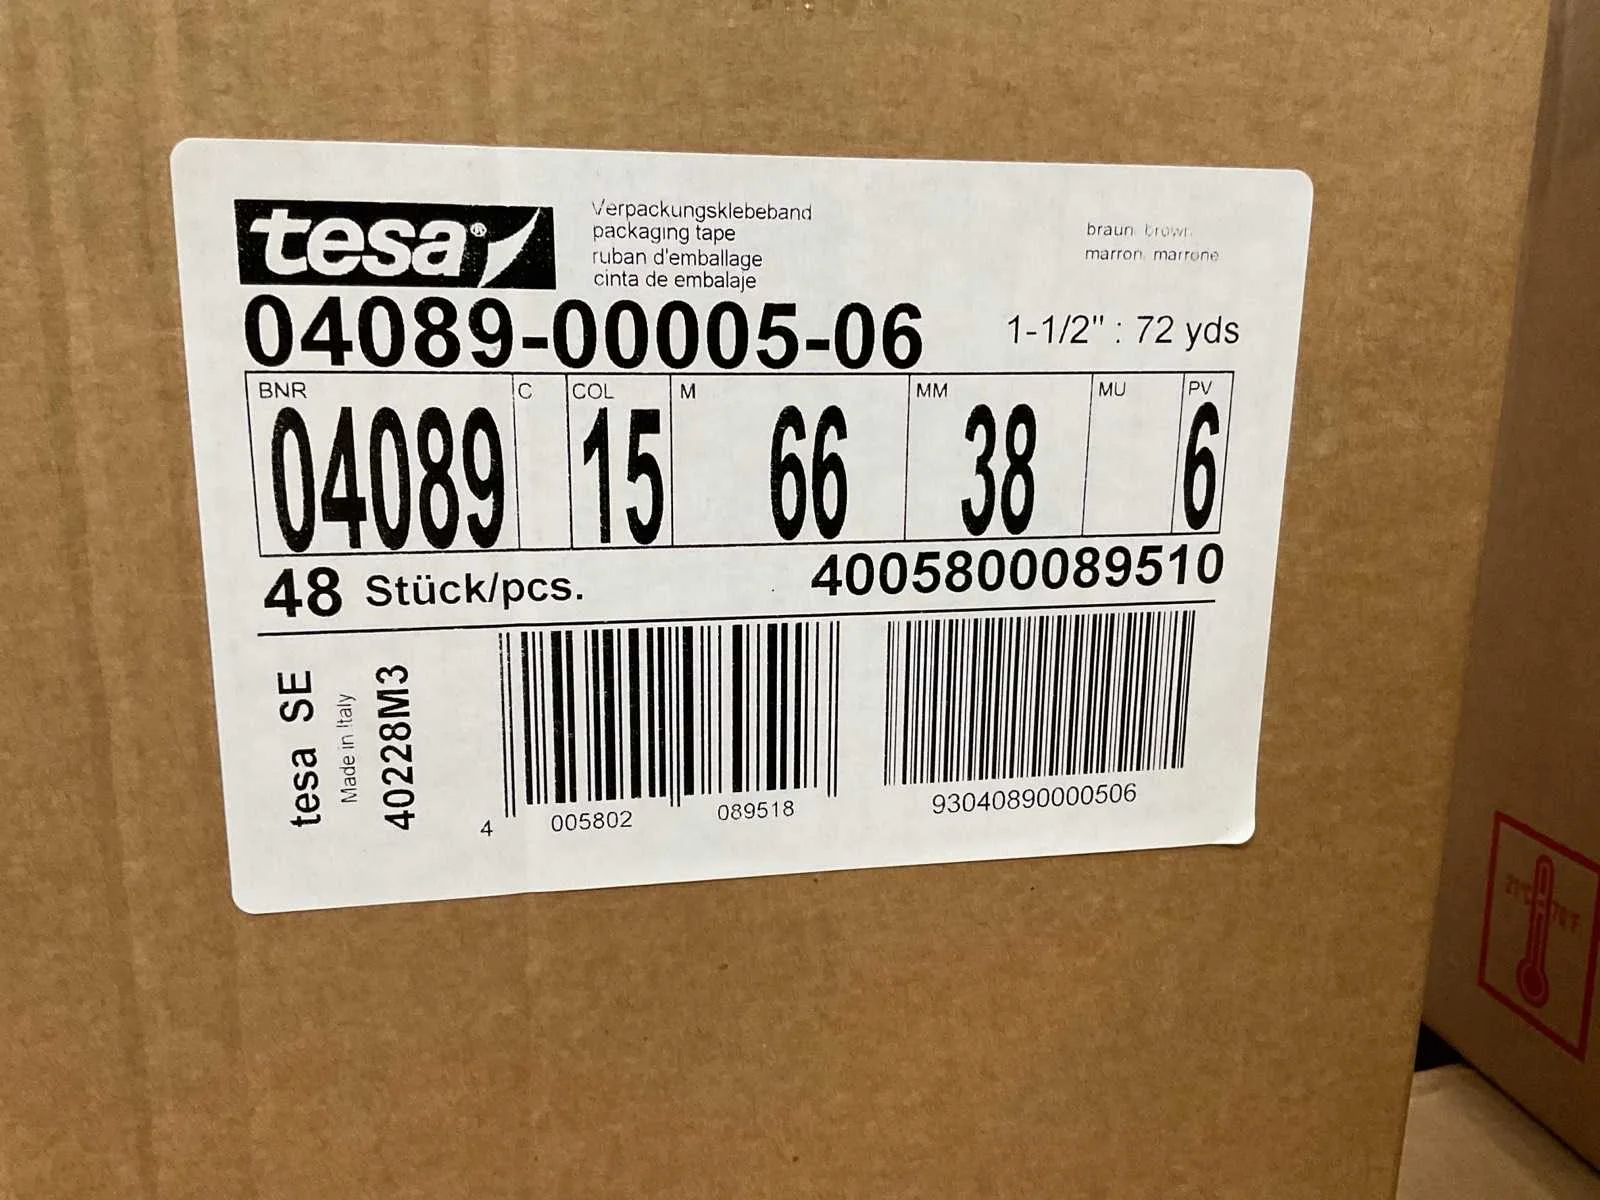 tesa®
Verpackungsklebeband
packaging tape
ruban d'emballage
cinta de embalaje
braun, brown,
marron, marrone
04089-00005-06
1-1/2" : 72 yds
BNR C COL M MM MU PV
04089 15 66 38 6
48 Stück/pcs.
4005800089510
tesa SE
Made in Italy
40228M3
4 005802 089518
93040890000506
21°C 70°F